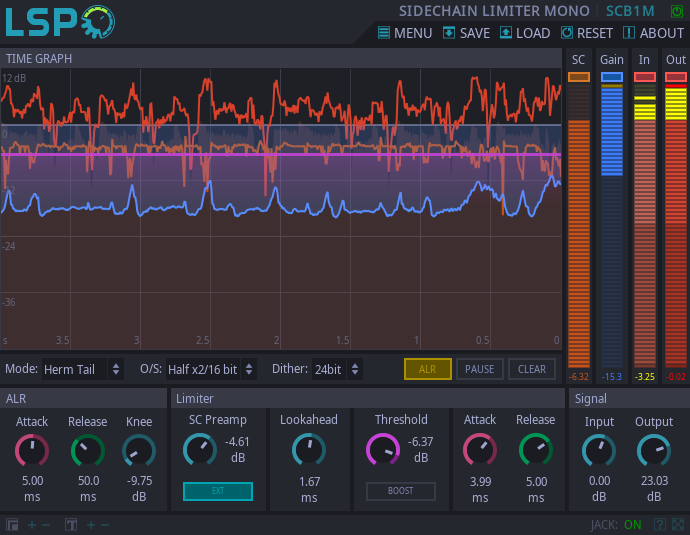 LSP
SIDECHAIN LIMITER MONO SCB1M
MENU SAVE LOAD RESET ABOUT
TIME GRAPH
SC Gain In Out
12 dB
0
-12
-24
-36
s 3.5 3 2.5 2 1.5 1 0.5 0
-6.32 -15.3 -3.25 -0.02
Mode: Herm Tail O/S: Half x2/16 bit Dither: 24bit ALR PAUSE CLEAR
ALR Limiter Signal
Attack Release Knee SC Preamp Lookahead Threshold Attack Release Input Output
5.00 ms 50.0 ms -9.75 dB -4.61 dB 1.67 ms -6.37 dB 3.99 ms 5.00 ms 0.00 dB 23.03 dB
EXT BOOST
JACK: ON